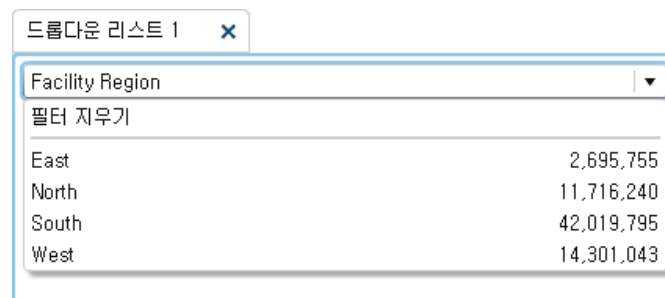 드롭다운 리스트 1
Facility Region
필터 지우기
East 2,695,755
North 11,716,240
South 42,019,795
West 14,301,043